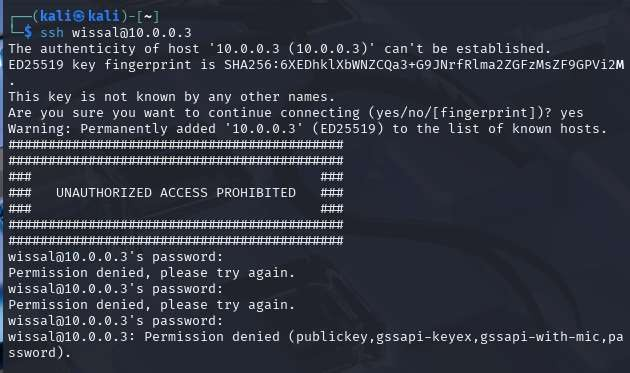 ┌──(kali㉿kali)-[~]
└─$ ssh wissal@10.0.0.3
The authenticity of host '10.0.0.3 (10.0.0.3)' can't be established.
ED25519 key fingerprint is SHA256:6XEDhklXbWNZCQa3+G9JNrfRlma2ZGFzMsZF9GPVi2M
.
This key is not known by any other names.
Are you sure you want to continue connecting (yes/no/[fingerprint])? yes
Warning: Permanently added '10.0.0.3' (ED25519) to the list of known hosts.
##########################################
##########################################
###                                    ###
###   UNAUTHORIZED ACCESS PROHIBITED   ###
###                                    ###
##########################################
##########################################
wissal@10.0.0.3's password:
Permission denied, please try again.
wissal@10.0.0.3's password:
Permission denied, please try again.
wissal@10.0.0.3's password:
wissal@10.0.0.3: Permission denied (publickey,gssapi-keyex,gssapi-with-mic,pa
ssword).